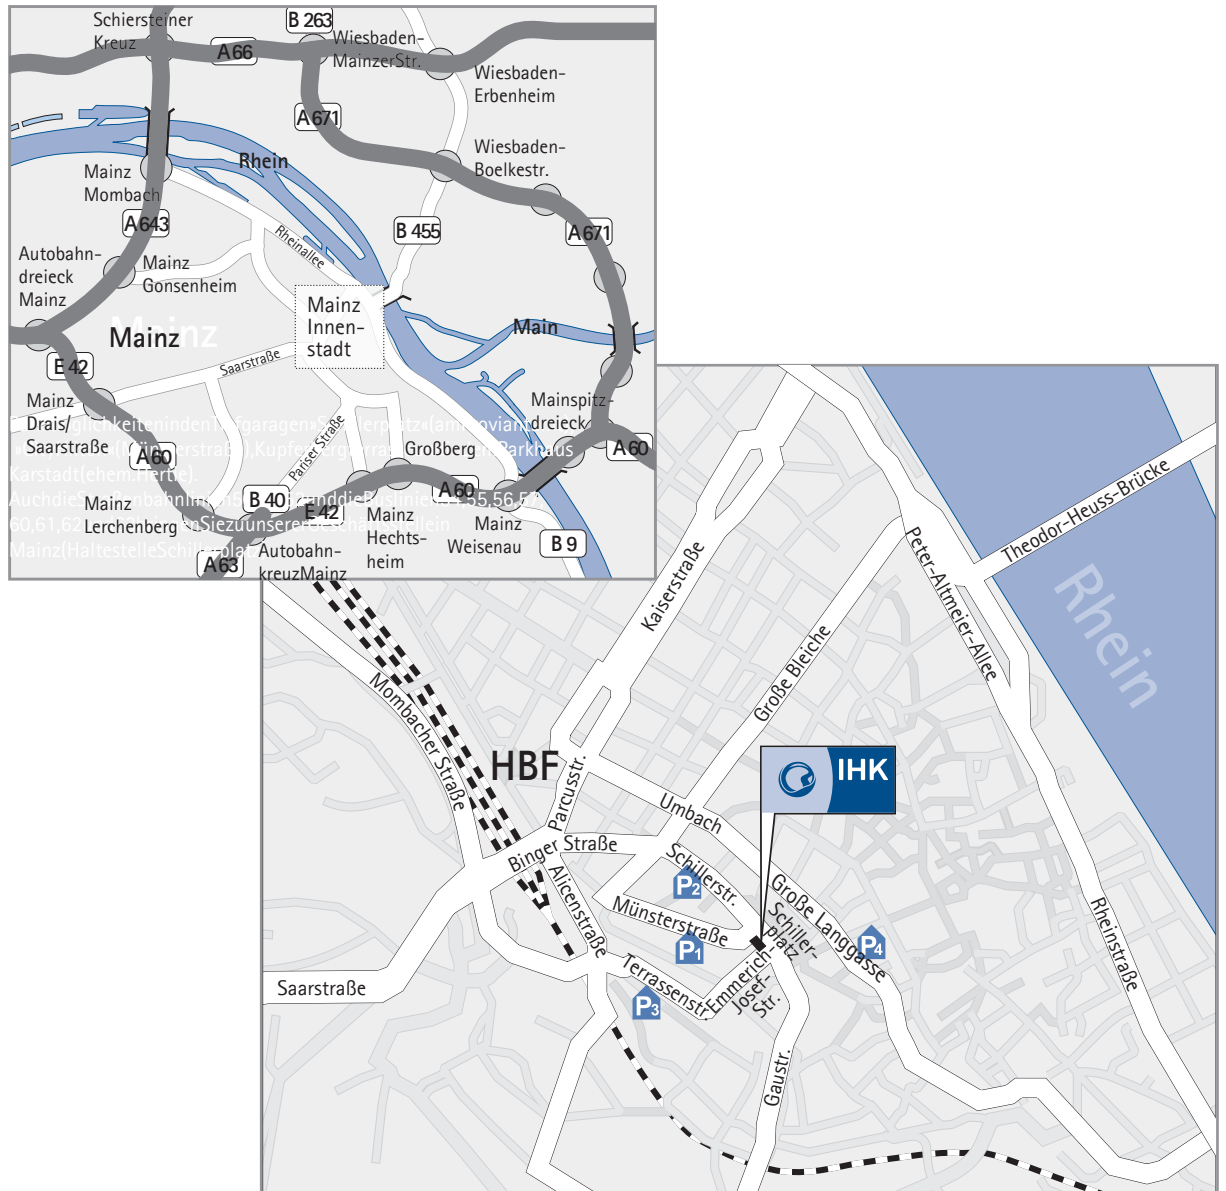 Schiersteiner
Kreuz
B 263
A 66
Wiesbaden-
MainzerStr.
Wiesbaden-
Erbenheim
A 671
Wiesbaden-
Boelkestr.
Rhein
Mainz
Mombach
A 643
B 455
A 671
Rheinallee
Autobahn-
dreieck
Mainz
Mainz
Gonsenheim
Mainz
Innen-
stadt
Mainz
Mainz
Main
Saarstraße
E 42
Mainz
Drais/
Saarstraße
Mainspitz-
dreieck
Pariser Straße
Großberg
A 60
A 60
A 60
Karstadt(ehem.Hertie).
B 40
E 42
Mainz
Lerchenberg
Mainz
Hechts-
heim
Mainz
Weisenau
B 9
A 63
Autobahn-
kreuzMainz
Theodor-Heuss-Brücke
Peter-Altmeier-Allee
Rhein
Kaiserstraße
Große Bleiche
Mombacher Straße
HBF
IHK
Parcusstr.
Umbach
Binger Straße
Schillerstr.
P2
Alicenstraße
Große Langgasse
Münsterstraße
Schiller-
platz
P1
P4
Rheinstraße
Terrassenstr.
Emmerich-
Josef-
Str.
P3
Saarstraße
Gaustr.